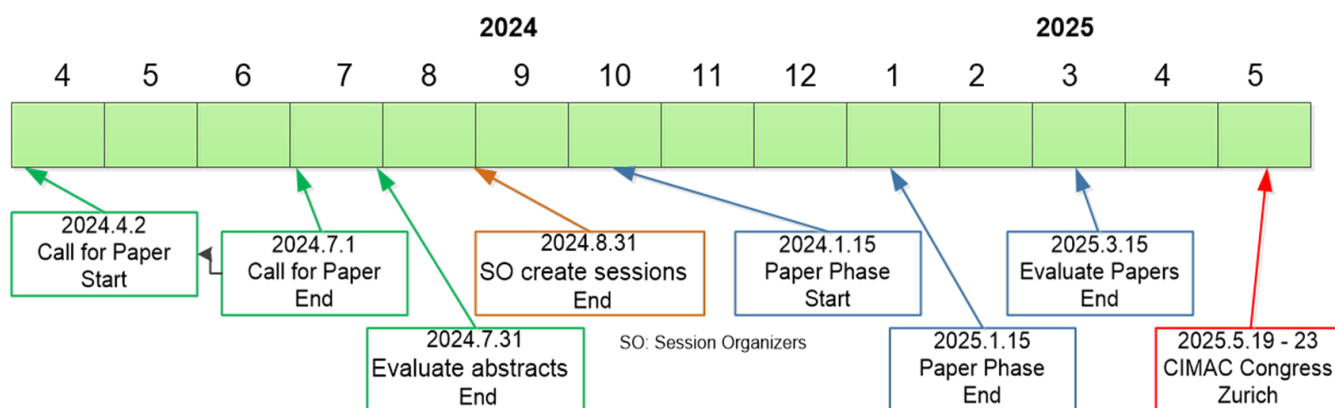 2024 2025
4 5 6 7 8 9 10 11 12 1 2 3 4 5
2024.4.2
Call for Paper
Start
2024.7.1
Call for Paper
End
2024.7.31
Evaluate abstracts
End
2024.8.31
SO create sessions
End
SO: Session Organizers
2024.1.15
Paper Phase
Start
2025.1.15
Paper Phase
End
2025.3.15
Evaluate Papers
End
2025.5.19 - 23
CIMAC Congress
Zurich